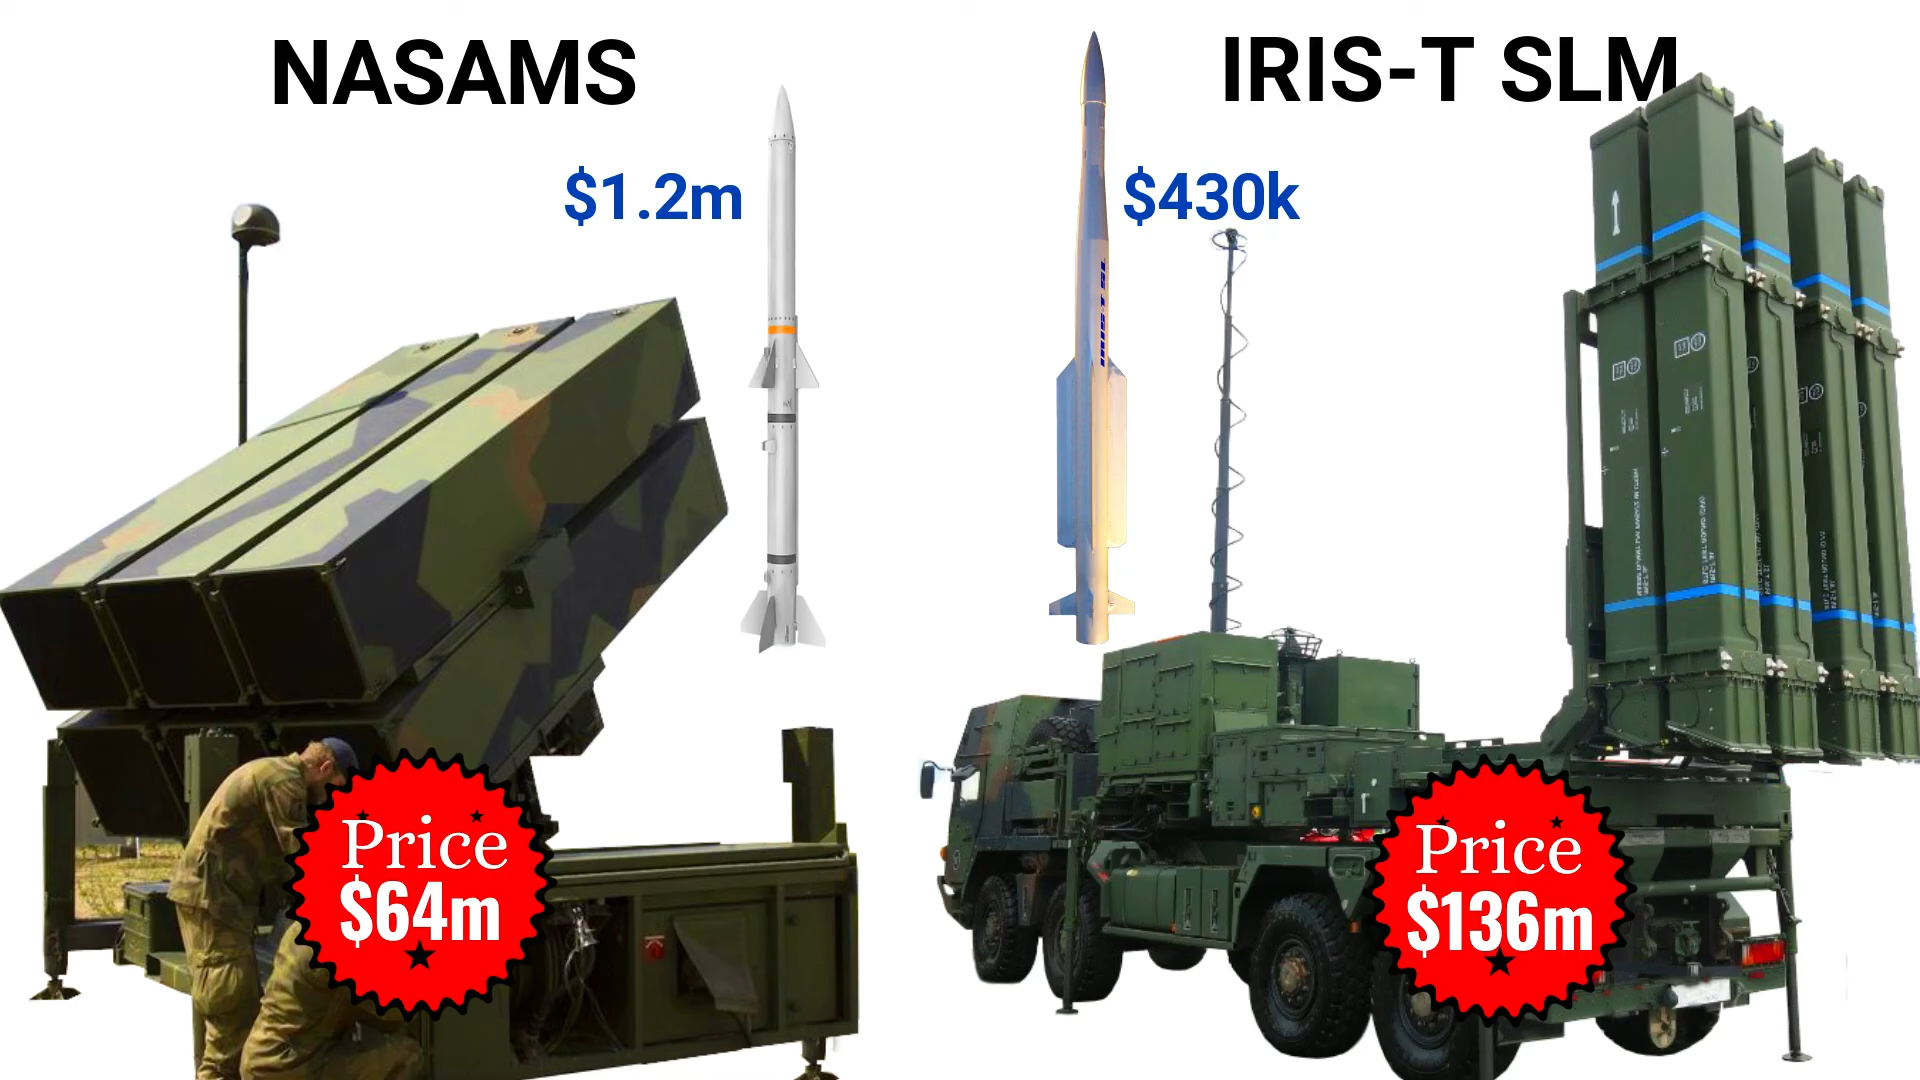 NASAMS
IRIS-T SLM
$1.2m
$430k
Price
$64m
Price
$136m